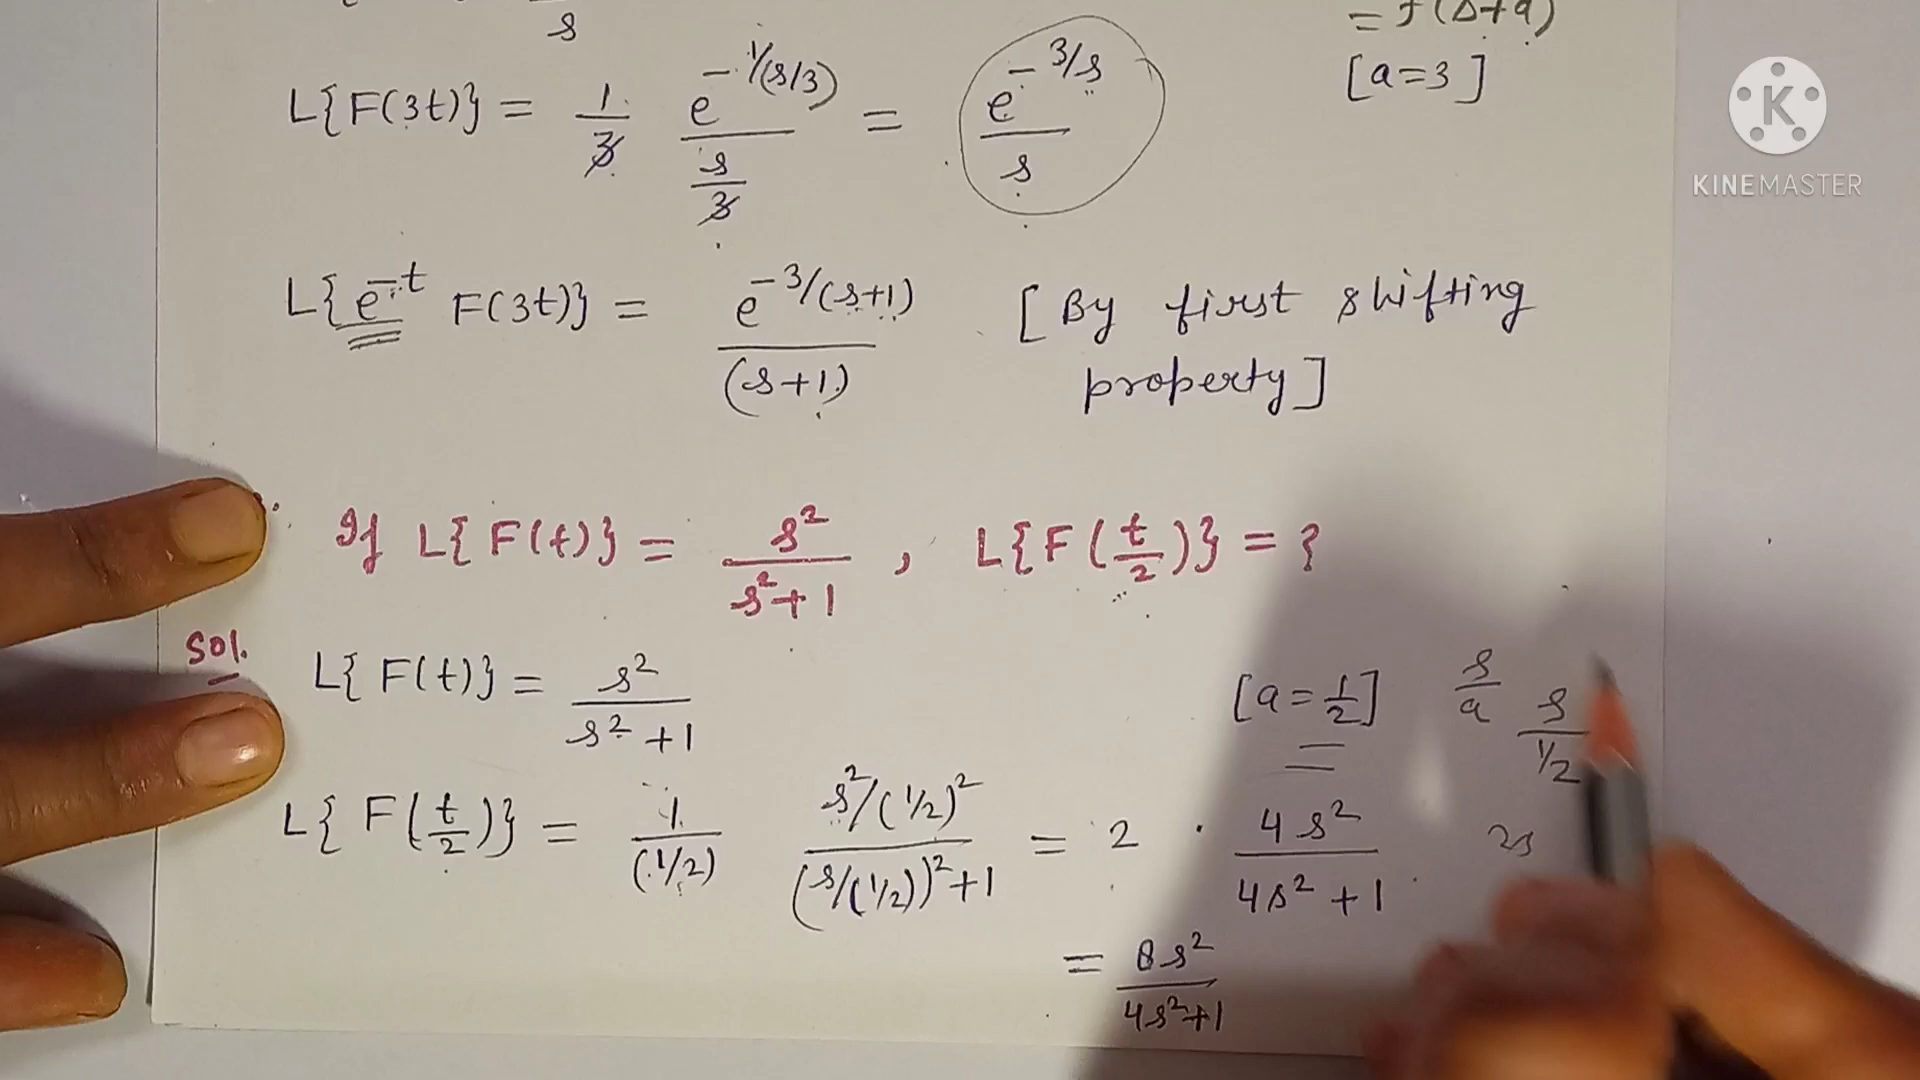 s
= f(s+a)
[a=3]
L{F(3t)} = 1/3 e^{-1/(s/3)}/(s/3) = e^{-3/s}/s
KINEMASTER
L{e^{-t} F(3t)} = e^{-3/(s+1)}/(s+1) [By first shifting
property]
If L{F(t)} = s²/(s²+1), L{F(t/2)} = ?
Sol.
L{F(t)} = s²/(s²+1) [a=1/2] s/a s/(1/2)
L{F(t/2)} = 1/(1/2) (s²/(1/2)²)/((s/(1/2))²+1) = 2 · 4s²/(4s²+1) 2s
= 8s²/(4s²+1)